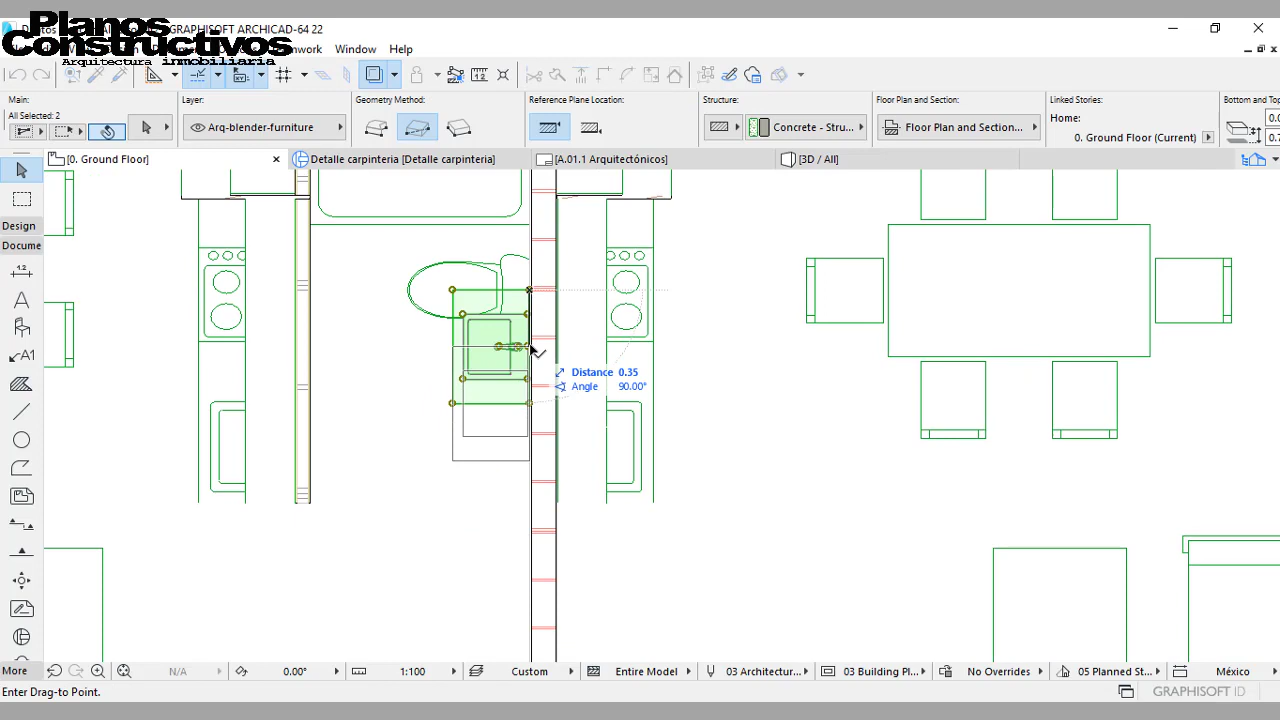 Planos
Constructivos
Arquitectura inmobiliaria
GRAPHISOFT ARCHICAD-64 22
Window Help
Main:
All Selected: 2
Layer:
Arq-blender-furniture
Geometry Method:
Reference Plane Location:
Structure:
Concrete - Stru...
Floor Plan and Section:
Floor Plan and Section...
Linked Stories:
Home:
0. Ground Floor (Current)
Bottom and Top
[0. Ground Floor]
Detalle carpinteria [Detalle carpinteria]
[A.01.1 Arquitectónicos]
[3D / All]
Design
Docume
1.2
A
A1
Distance 0.35
Angle 90.00°
More
N/A
0.00°
1:100
Custom
Entire Model
03 Architectur...
03 Building Pl...
No Overrides
05 Planned St...
México
Enter Drag-to Point.
GRAPHISOFT ID